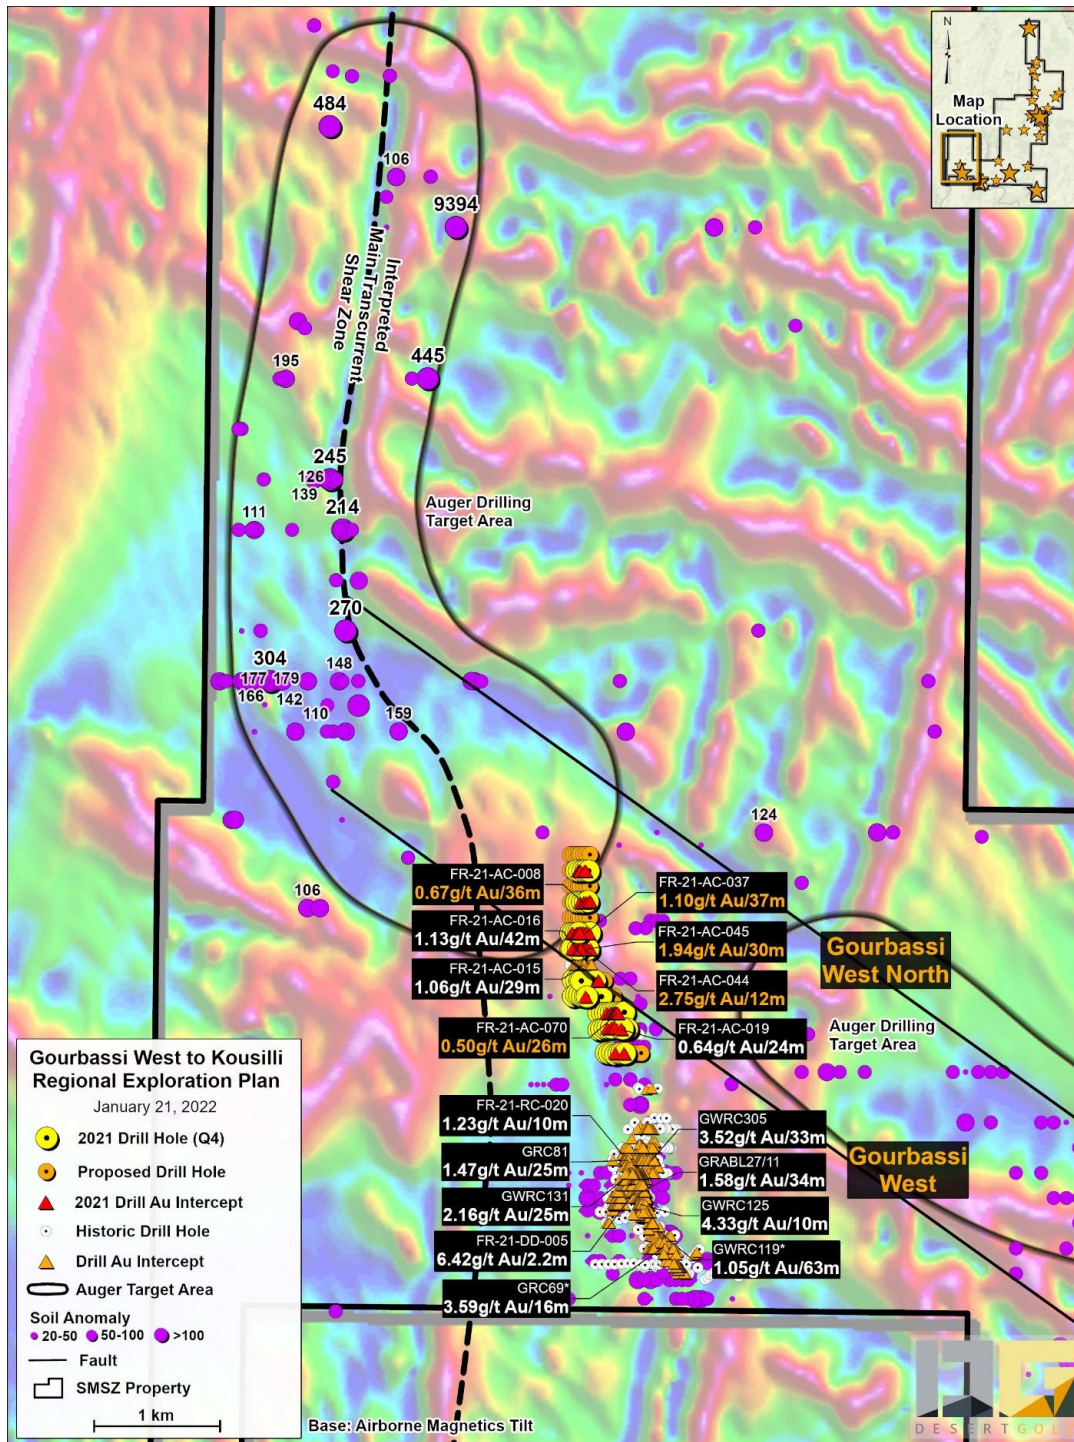 N
Map
Location
484
106
9394
Interpreted
Main Transcurrent
Shear Zone
195
445
245
126
139
214
Auger Drilling
Target Area
111
270
304
177 179
148
166
142
110
159
124
106
FR-21-AC-008
0.67g/t Au/36m
FR-21-AC-037
1.10g/t Au/37m
FR-21-AC-016
1.13g/t Au/42m
FR-21-AC-045
1.94g/t Au/30m
Gourbassi
West North
FR-21-AC-015
1.06g/t Au/29m
FR-21-AC-044
2.75g/t Au/12m
FR-21-AC-070
0.50g/t Au/26m
FR-21-AC-019
0.64g/t Au/24m
Auger Drilling
Target Area
FR-21-RC-020
1.23g/t Au/10m
GWRC305
3.52g/t Au/33m
GRC81
1.47g/t Au/25m
GRABL27/11
1.58g/t Au/34m
Gourbassi
West
GWRC131
2.16g/t Au/25m
GWRC125
4.33g/t Au/10m
FR-21-DD-005
6.42g/t Au/2.2m
GWRC119*
1.05g/t Au/63m
GRC69*
3.59g/t Au/16m
Gourbassi West to Kousilli
Regional Exploration Plan
January 21, 2022
2021 Drill Hole (Q4)
Proposed Drill Hole
2021 Drill Au Intercept
Historic Drill Hole
Drill Au Intercept
Auger Target Area
Soil Anomaly
20-50 50-100 >100
Fault
SMSZ Property
1 km
Base: Airborne Magnetics Tilt
DESERTGOL